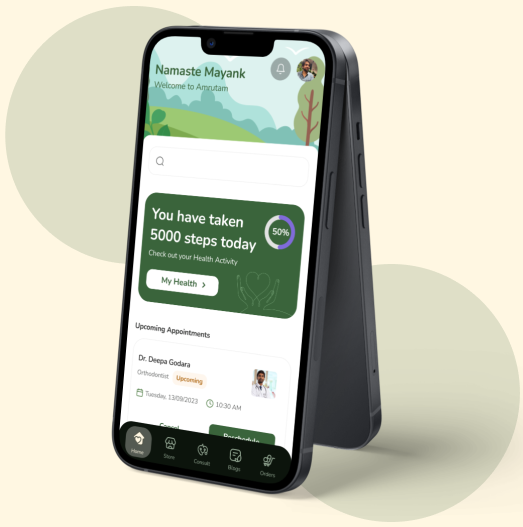 Namaste Mayank
Welcome to Amrutam
You have taken
5000 steps today
50%
Check out your Health Activity
My Health >
Upcoming Appointments
Dr. Deepa Godara
Orthodontist Upcoming
Tuesday, 13/09/2023 10:30 AM
Cancel Reschedule
Home Store Consult Blogs Orders